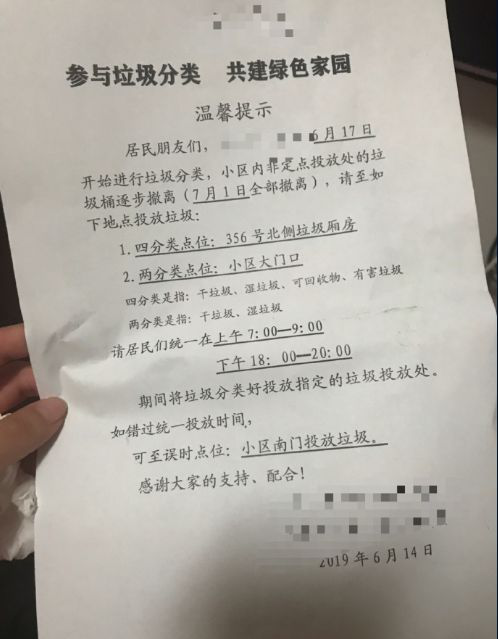 参与垃圾分类 共建绿色家园
温馨提示
居民朋友们，6月17日
开始进行垃圾分类，小区内非定点投放处的垃
圾桶逐步撤离（7月1日全部撤离），请至如
下地点投放垃圾：
1.四分类点位：356号北侧垃圾厢房
2.两分类点位：小区大门口
四分类是指：干垃圾、湿垃圾、可回收物、有害垃圾
两分类是指：干垃圾、湿垃圾
请居民们统一在上午7:00—9:00
下午18：00—20:00
期间将垃圾分类好投放指定的垃圾投放处。
如错过统一投放时间，
可至误时点位：小区南门投放垃圾。
感谢大家的支持、配合！
2019年6月14日